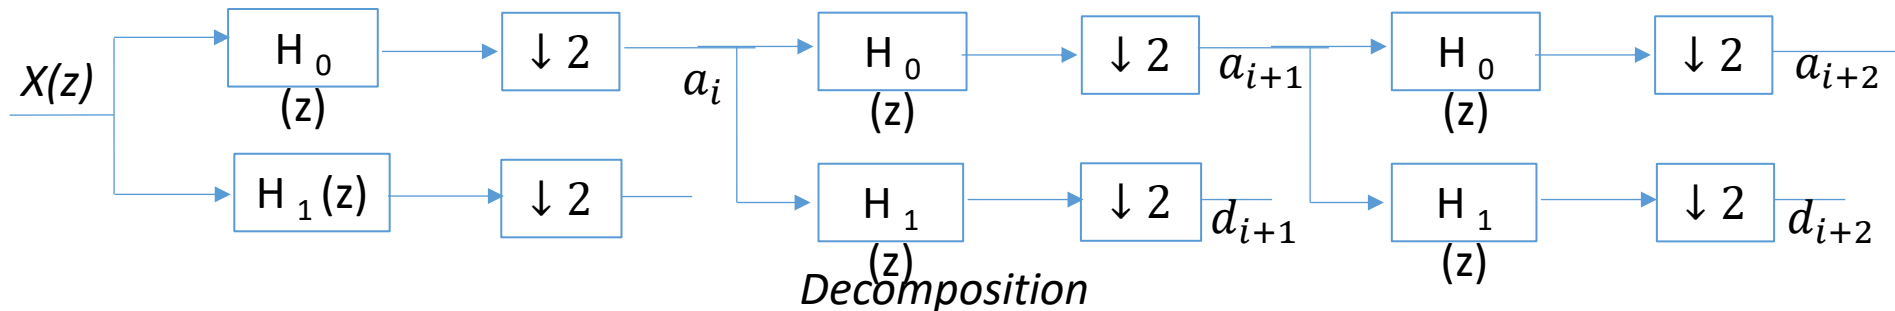 X(z)
H 0 (z)
↓ 2
a_i
H 0 (z)
↓ 2
a_{i+1}
H 0 (z)
↓ 2
a_{i+2}
H 1 (z)
↓ 2
H 1 (z)
↓ 2
d_{i+1}
H 1 (z)
↓ 2
d_{i+2}
Decomposition